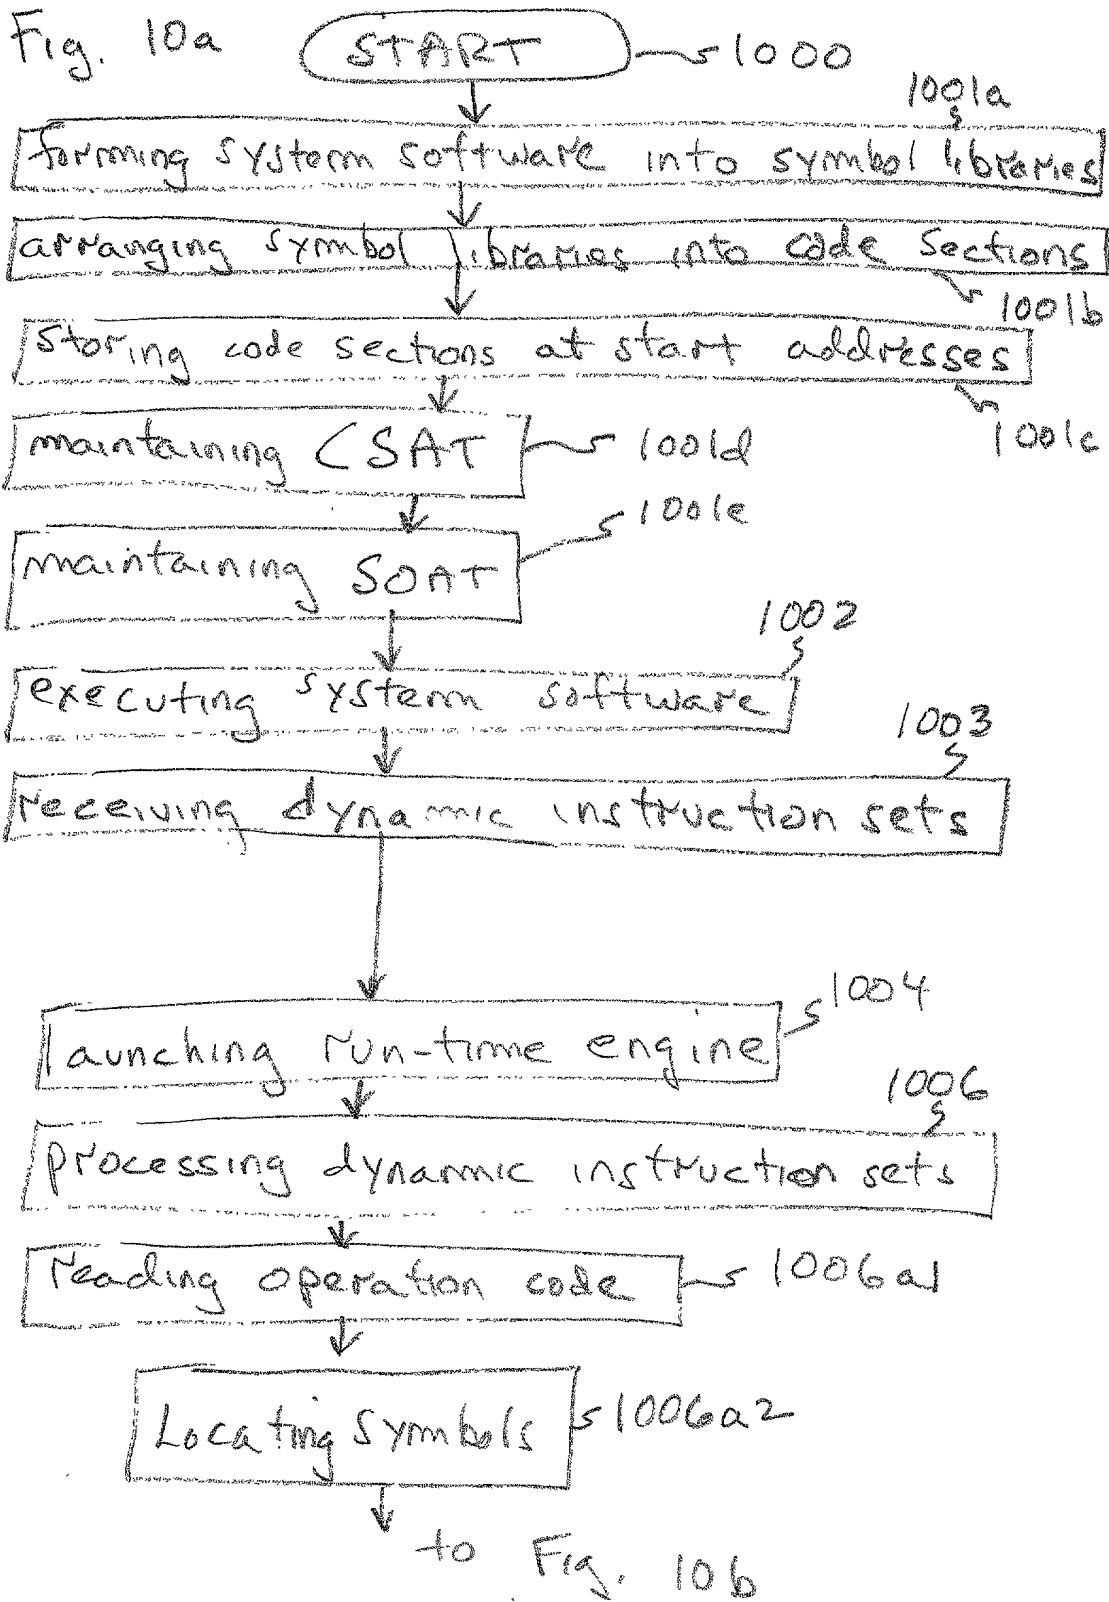 Fig. 10a START 1000
1001a
forming system software into symbol libraries
arranging symbol libraries into code sections
1001b
storing code sections at start addresses
1001c
maintaining CSAT 1001d
1001e
maintaining SOAT
1002
executing system software
1003
receiving dynamic instruction sets
1004
launching run-time engine
1006
processing dynamic instruction sets
reading operation code 1006a1
Locating symbols 1006a2
to Fig. 10b